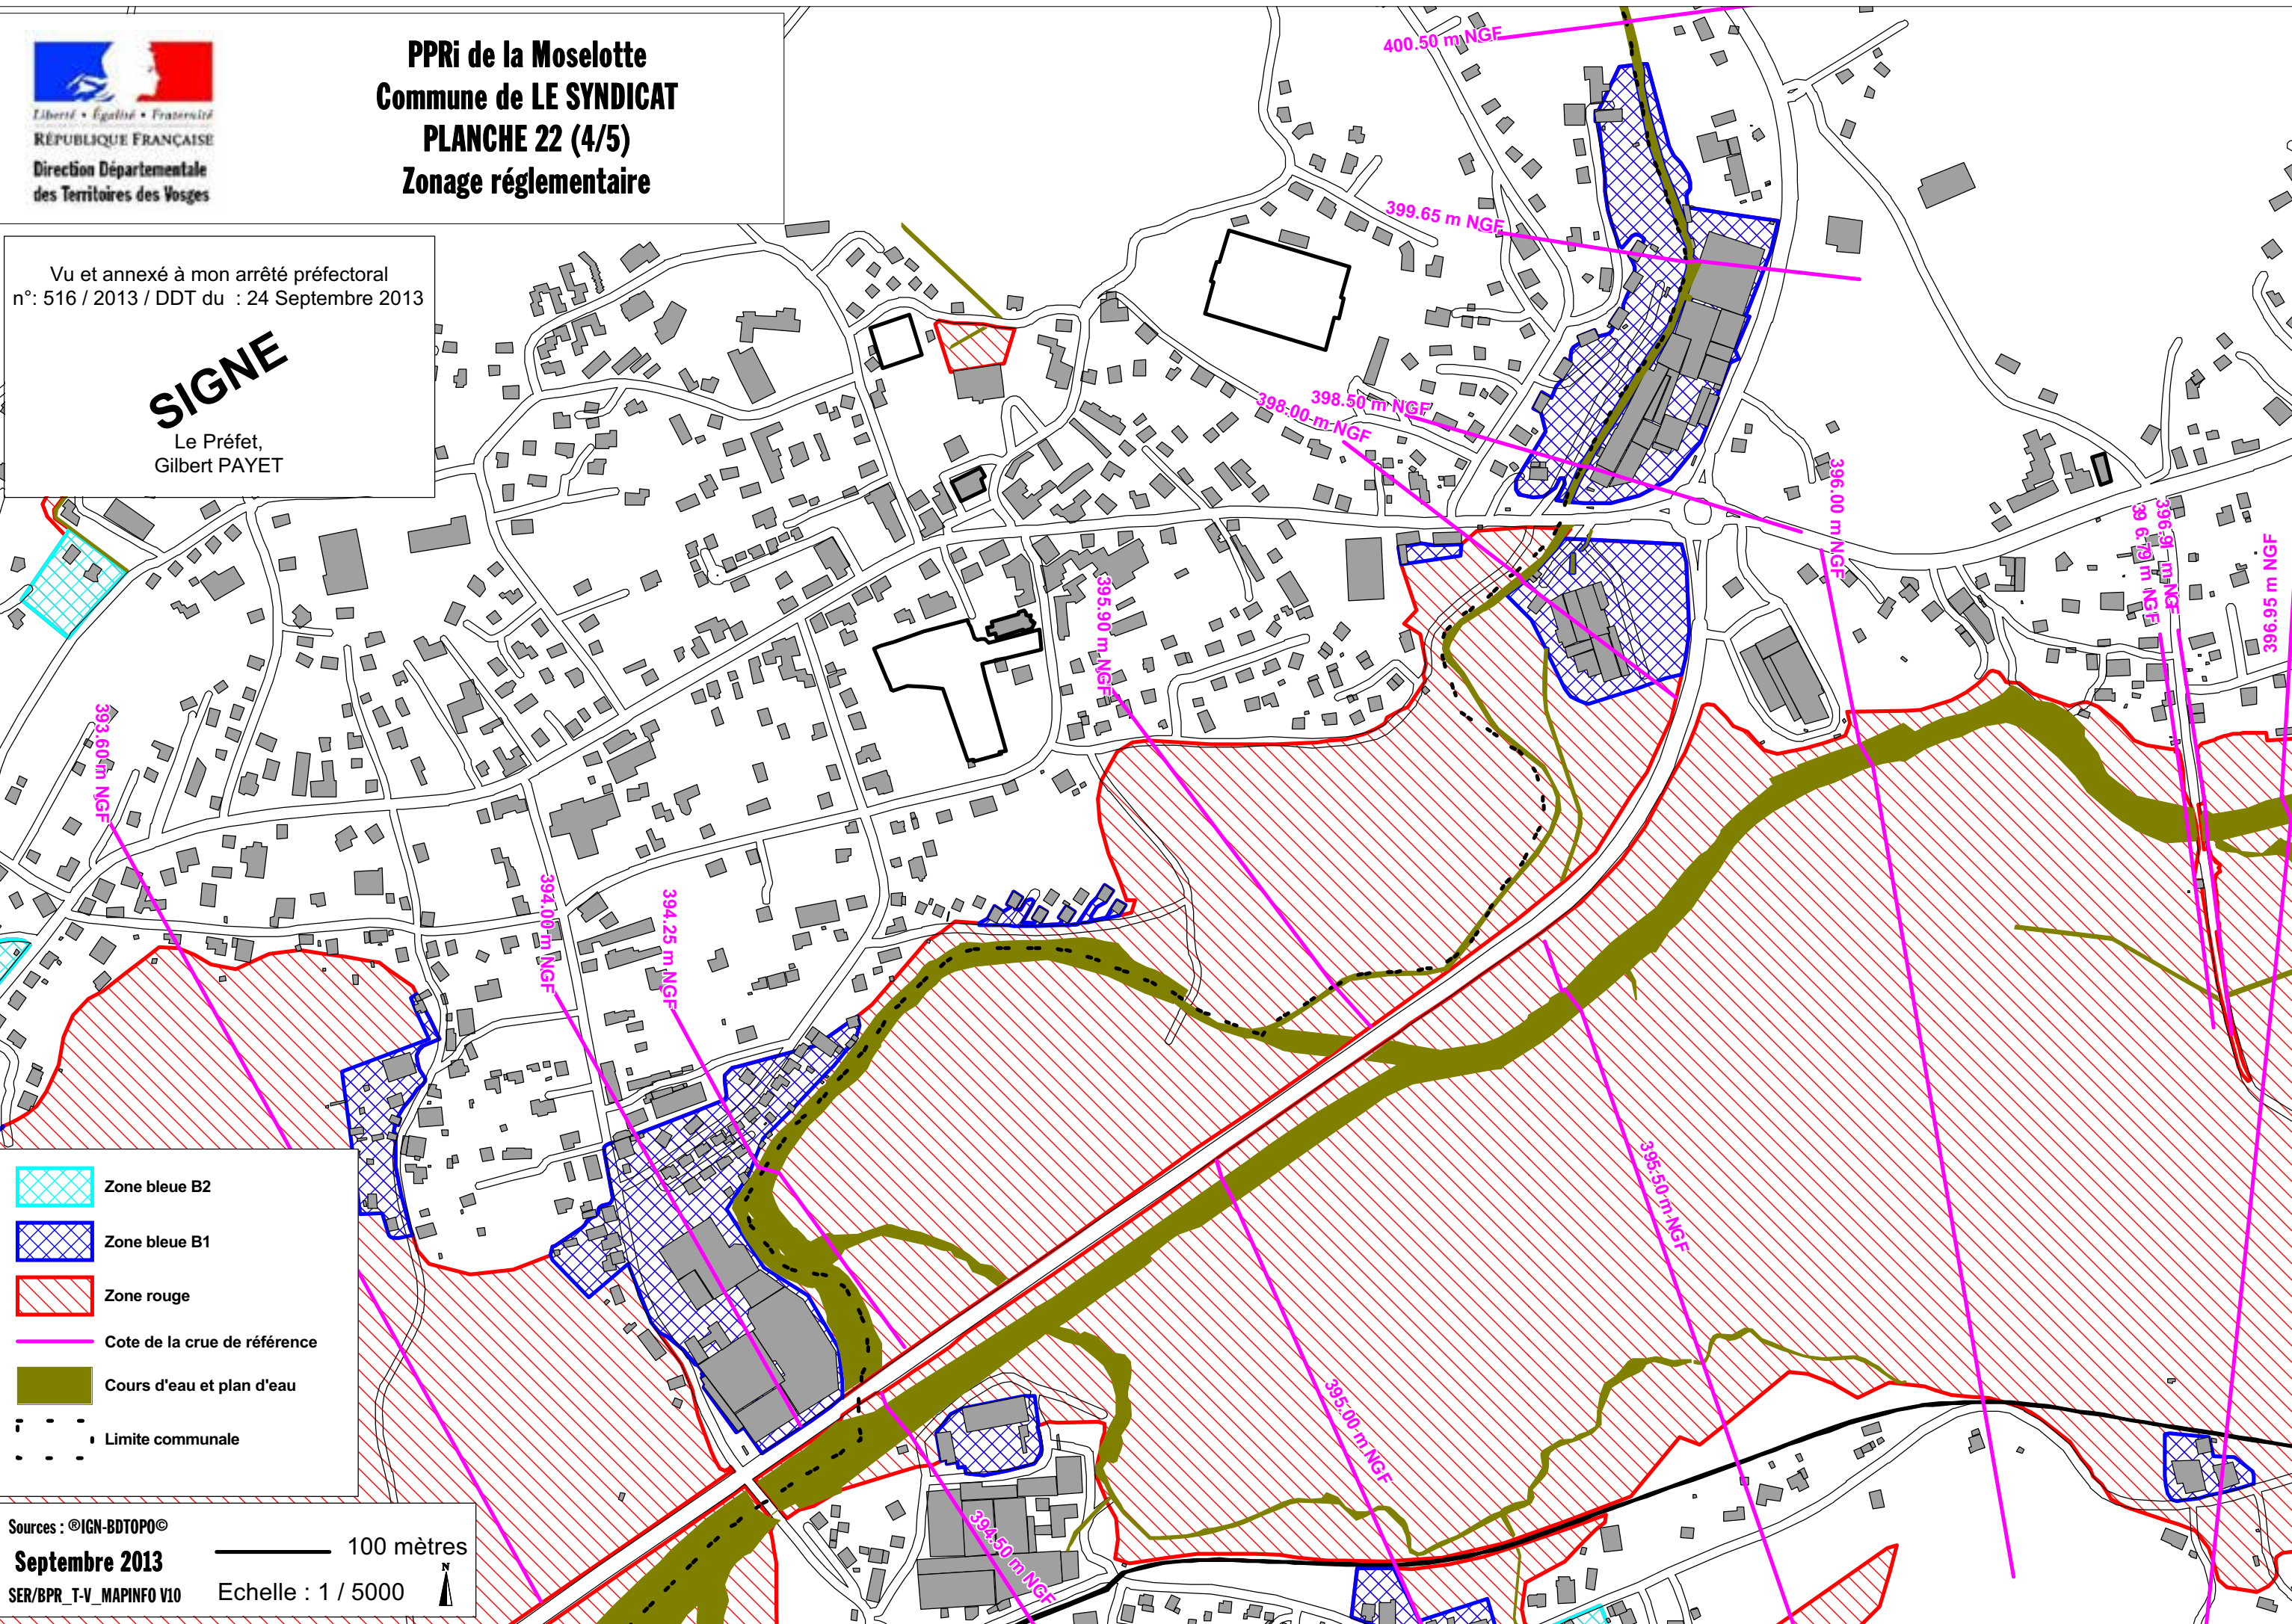 Liberté • Égalité • Fraternité
RÉPUBLIQUE FRANÇAISE
Direction Départementale
des Territoires des Vosges
PPRi de la Moselotte
Commune de LE SYNDICAT
PLANCHE 22 (4/5)
Zonage réglementaire
Vu et annexé à mon arrêté préfectoral
n°: 516 / 2013 / DDT du : 24 Septembre 2013
SIGNE
Le Préfet,
Gilbert PAYET
400.50 m NGF
399.65 m NGF
398.50 m NGF
398.00 m NGF
396.00 m NGF
396.91 m NGF
396.79 m NGF
396.95 m NGF
395.90 m NGF
393.60 m NGF
394.00 m NGF
394.25 m NGF
395.50 m NGF
395.00 m NGF
394.50 m NGF
Zone bleue B2
Zone bleue B1
Zone rouge
Cote de la crue de référence
Cours d'eau et plan d'eau
Limite communale
Sources : ®IGN-BDTOPO©
Septembre 2013
SER/BPR_T-V_MAPINFO V10
100 mètres
Echelle : 1 / 5000
N